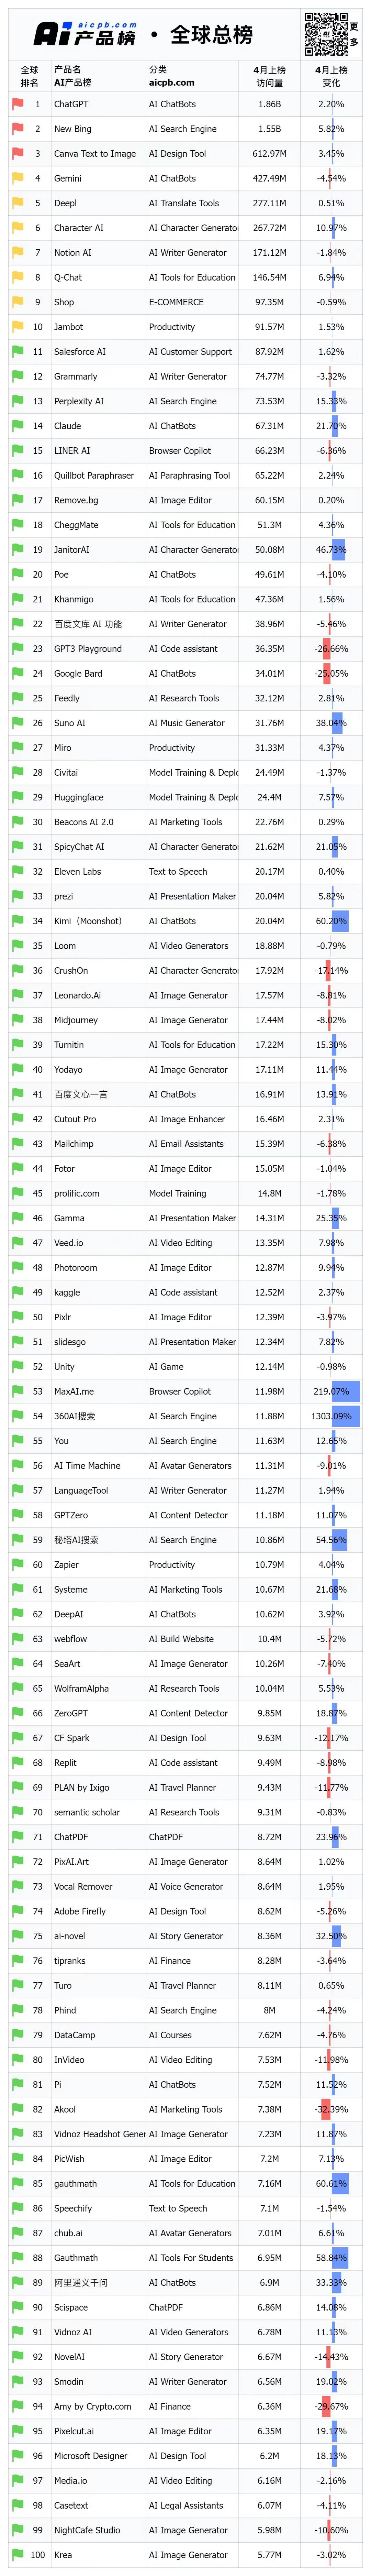 aicpb.com
Ai产品榜 · 全球总榜
更多
全球排名 产品名 AI产品榜 分类 aicpb.com 4月上榜访问量 4月上榜变化
1 ChatGPT AI ChatBots 1.86B 2.20%
2 New Bing AI Search Engine 1.55B 5.82%
3 Canva Text to Image AI Design Tool 612.97M 3.45%
4 Gemini AI ChatBots 427.49M -4.54%
5 Deepl AI Translate Tools 277.11M 0.51%
6 Character AI AI Character Generator 267.72M 10.97%
7 Notion AI AI Writer Generator 171.12M -1.84%
8 Q-Chat AI Tools for Education 146.54M 6.94%
9 Shop E-COMMERCE 97.35M -0.59%
10 Jambot Productivity 91.57M 1.53%
11 Salesforce AI AI Customer Support 87.92M 1.62%
12 Grammarly AI Writer Generator 74.77M -3.32%
13 Perplexity AI AI Search Engine 73.53M 15.33%
14 Claude AI ChatBots 67.31M 21.70%
15 LINER AI Browser Copilot 66.23M -6.36%
16 Quillbot Paraphraser AI Paraphrasing Tool 65.22M 2.24%
17 Remove.bg AI Image Editor 60.15M 0.20%
18 CheggMate AI Tools for Education 51.3M 4.36%
19 JanitorAI AI Character Generator 50.08M 46.73%
20 Poe AI ChatBots 49.61M -4.10%
21 Khanmigo AI Tools for Education 47.36M 1.56%
22 百度文库 AI 功能 AI Writer Generator 38.96M -5.46%
23 GPT3 Playground AI Code assistant 36.35M -26.66%
24 Google Bard AI ChatBots 34.01M -25.05%
25 Feedly AI Research Tools 32.12M 2.81%
26 Suno AI AI Music Generator 31.76M 38.04%
27 Miro Productivity 31.33M 4.37%
28 Civitai Model Training & Deplo 24.49M -1.37%
29 Huggingface Model Training & Deplo 24.4M 7.57%
30 Beacons AI 2.0 AI Marketing Tools 22.76M 0.29%
31 SpicyChat AI AI Character Generator 21.62M 21.05%
32 Eleven Labs Text to Speech 20.17M 0.40%
33 prezi AI Presentation Maker 20.04M 5.82%
34 Kimi（Moonshot） AI ChatBots 20.04M 60.20%
35 Loom AI Video Generators 18.88M -0.79%
36 CrushOn AI Character Generator 17.92M -17.14%
37 Leonardo.Ai AI Image Generator 17.57M -8.81%
38 Midjourney AI Image Generator 17.44M -8.02%
39 Turnitin AI Tools for Education 17.22M 15.30%
40 Yodayo AI Image Generator 17.11M 11.44%
41 百度文心一言 AI ChatBots 16.91M 13.91%
42 Cutout Pro AI Image Enhancer 16.46M 2.31%
43 Mailchimp AI Email Assistants 15.39M -6.38%
44 Fotor AI Image Editor 15.05M -1.04%
45 prolific.com Model Training 14.8M -1.78%
46 Gamma AI Presentation Maker 14.31M 25.35%
47 Veed.io AI Video Editing 13.35M 7.98%
48 Photoroom AI Image Editor 12.87M 9.94%
49 kaggle AI Code assistant 12.52M 2.37%
50 Pixlr AI Image Editor 12.39M -3.97%
51 slidesgo AI Presentation Maker 12.34M 7.82%
52 Unity AI Game 12.14M -0.98%
53 MaxAI.me Browser Copilot 11.98M 219.07%
54 360AI搜索 AI Search Engine 11.88M 1303.09%
55 You AI Search Engine 11.63M 12.65%
56 AI Time Machine AI Avatar Generators 11.31M -9.01%
57 LanguageTool AI Writer Generator 11.27M 1.94%
58 GPTZero AI Content Detector 11.18M 11.07%
59 秘塔AI搜索 AI Search Engine 10.86M 54.56%
60 Zapier Productivity 10.79M 4.04%
61 Systeme AI Marketing Tools 10.67M 21.68%
62 DeepAI AI ChatBots 10.62M 3.92%
63 webflow AI Build Website 10.4M -5.72%
64 SeaArt AI Image Generator 10.26M -7.40%
65 WolframAlpha AI Research Tools 10.04M 5.53%
66 ZeroGPT AI Content Detector 9.85M 18.87%
67 CF Spark AI Design Tool 9.63M -12.17%
68 Replit AI Code assistant 9.49M -8.98%
69 PLAN by Ixigo AI Travel Planner 9.43M -11.77%
70 semantic scholar AI Research Tools 9.31M -0.83%
71 ChatPDF ChatPDF 8.72M 23.96%
72 PixAI.Art AI Image Generator 8.64M 1.02%
73 Vocal Remover AI Voice Generator 8.64M 1.95%
74 Adobe Firefly AI Design Tool 8.62M -5.26%
75 ai-novel AI Story Generator 8.36M 32.50%
76 tipranks AI Finance 8.28M -3.64%
77 Turo AI Travel Planner 8.11M 0.65%
78 Phind AI Search Engine 8M -4.24%
79 DataCamp AI Courses 7.62M -4.76%
80 InVideo AI Video Editing 7.53M -11.98%
81 Pi AI ChatBots 7.52M 11.52%
82 Akool AI Marketing Tools 7.38M -32.39%
83 Vidnoz Headshot Gener AI Image Generator 7.23M 11.87%
84 PicWish AI Image Editor 7.2M 7.13%
85 gauthmath AI Tools for Education 7.16M 60.61%
86 Speechify Text to Speech 7.1M -1.54%
87 chub.ai AI Avatar Generators 7.01M 6.61%
88 Gauthmath AI Tools For Students 6.95M 58.84%
89 阿里通义千问 AI ChatBots 6.9M 33.33%
90 Scispace ChatPDF 6.86M 14.08%
91 Vidnoz AI AI Video Generators 6.78M 11.13%
92 NovelAI AI Story Generator 6.67M -14.43%
93 Smodin AI Writer Generator 6.56M 19.02%
94 Amy by Crypto.com AI Finance 6.36M -29.67%
95 Pixelcut.ai AI Image Editor 6.35M 19.17%
96 Microsoft Designer AI Design Tool 6.2M 18.13%
97 Media.io AI Video Editing 6.16M -2.16%
98 Casetext AI Legal Assistants 6.07M -4.11%
99 NightCafe Studio AI Image Generator 5.98M -10.60%
100 Krea AI Image Generator 5.77M -3.02%